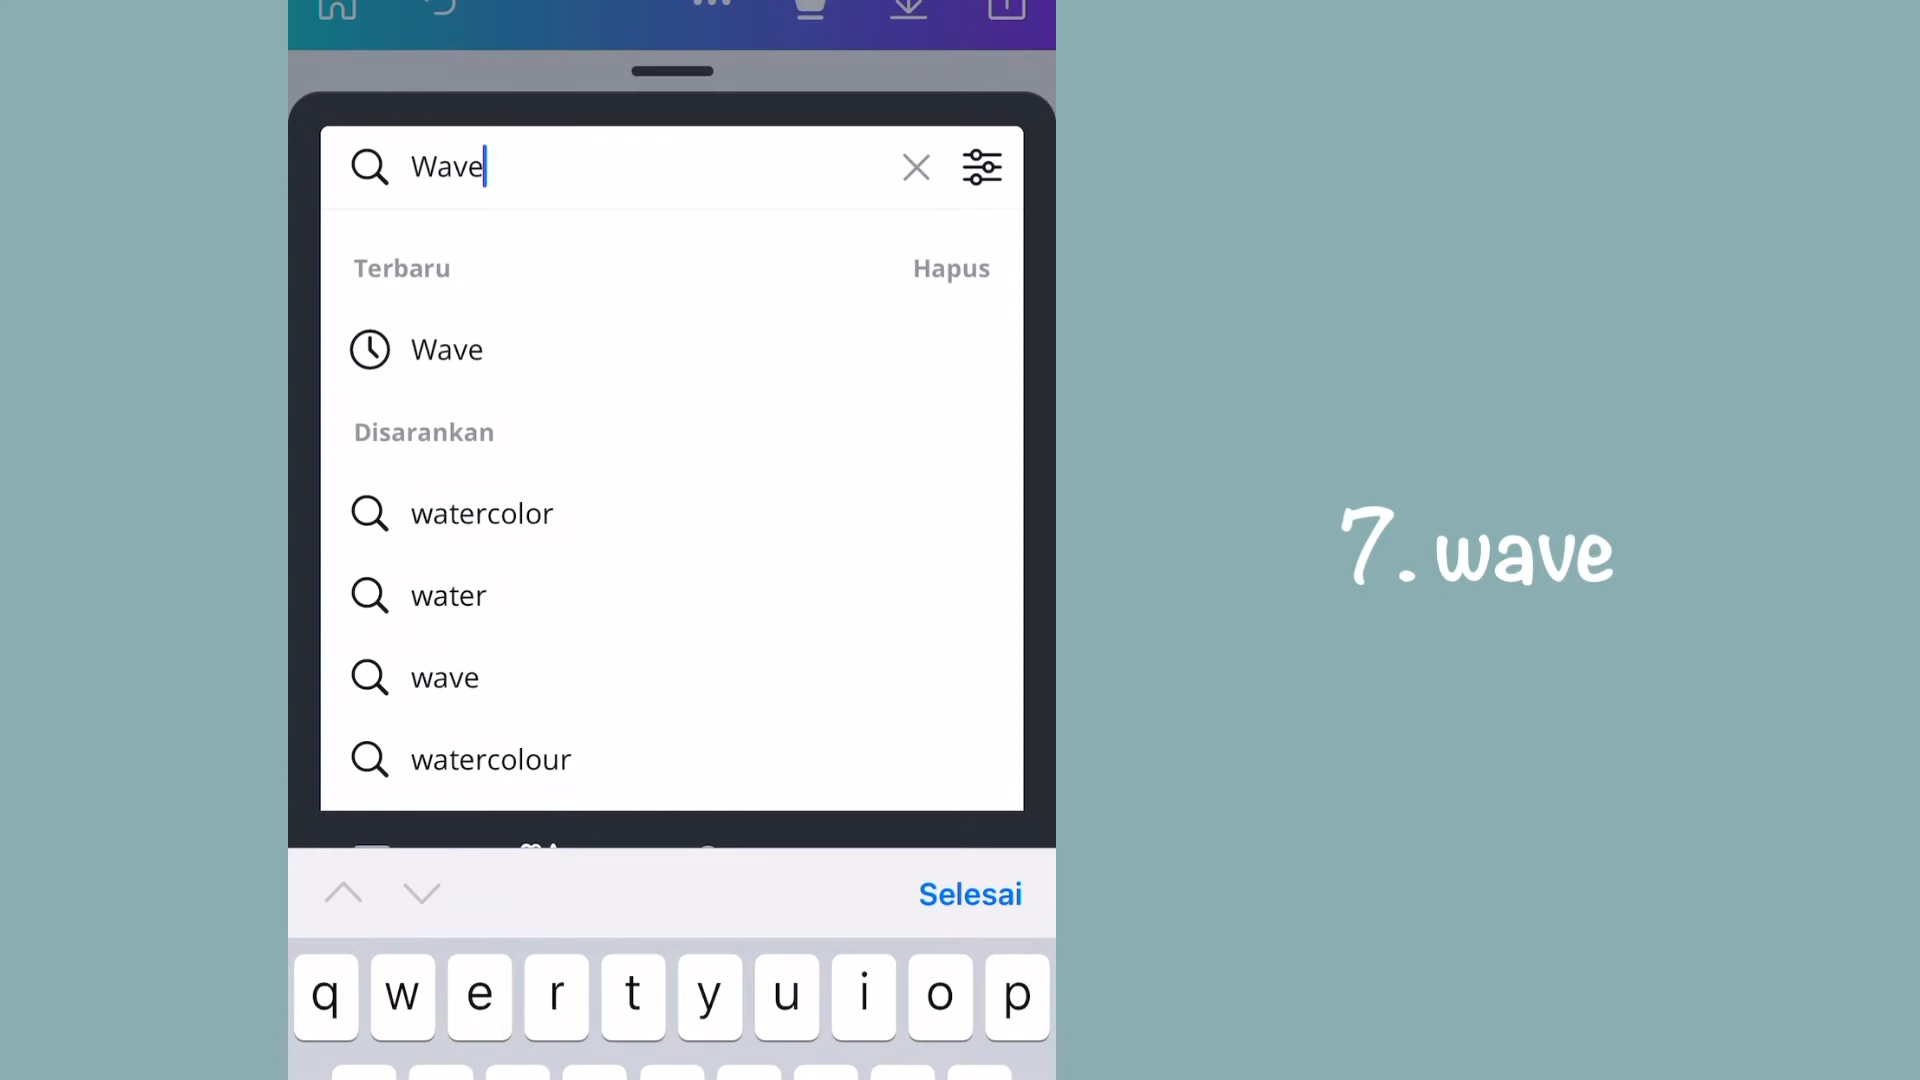 Wave
Terbaru Hapus
Wave
Disarankan
watercolor
water
wave
watercolour
Selesai
q w e r t y u i o p
7. wave